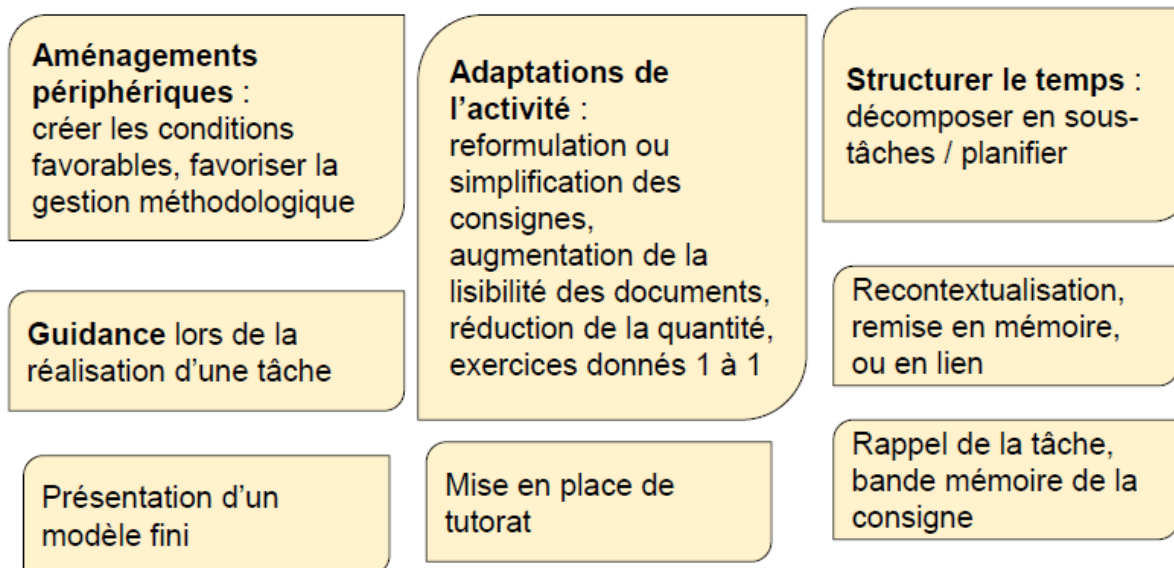 Aménagements
périphériques :
créer les conditions
favorables, favoriser la
gestion méthodologique
Guidance lors de la
réalisation d’une tâche
Présentation d’un
modèle fini
Adaptations de
l’activité :
reformulation ou
simplification des
consignes,
augmentation de la
lisibilité des documents,
réduction de la quantité,
exercices donnés 1 à 1
Mise en place de
tutorat
Structurer le temps :
décomposer en sous-
tâches / planifier
Recontextualisation,
remise en mémoire,
ou en lien
Rappel de la tâche,
bande mémoire de la
consigne